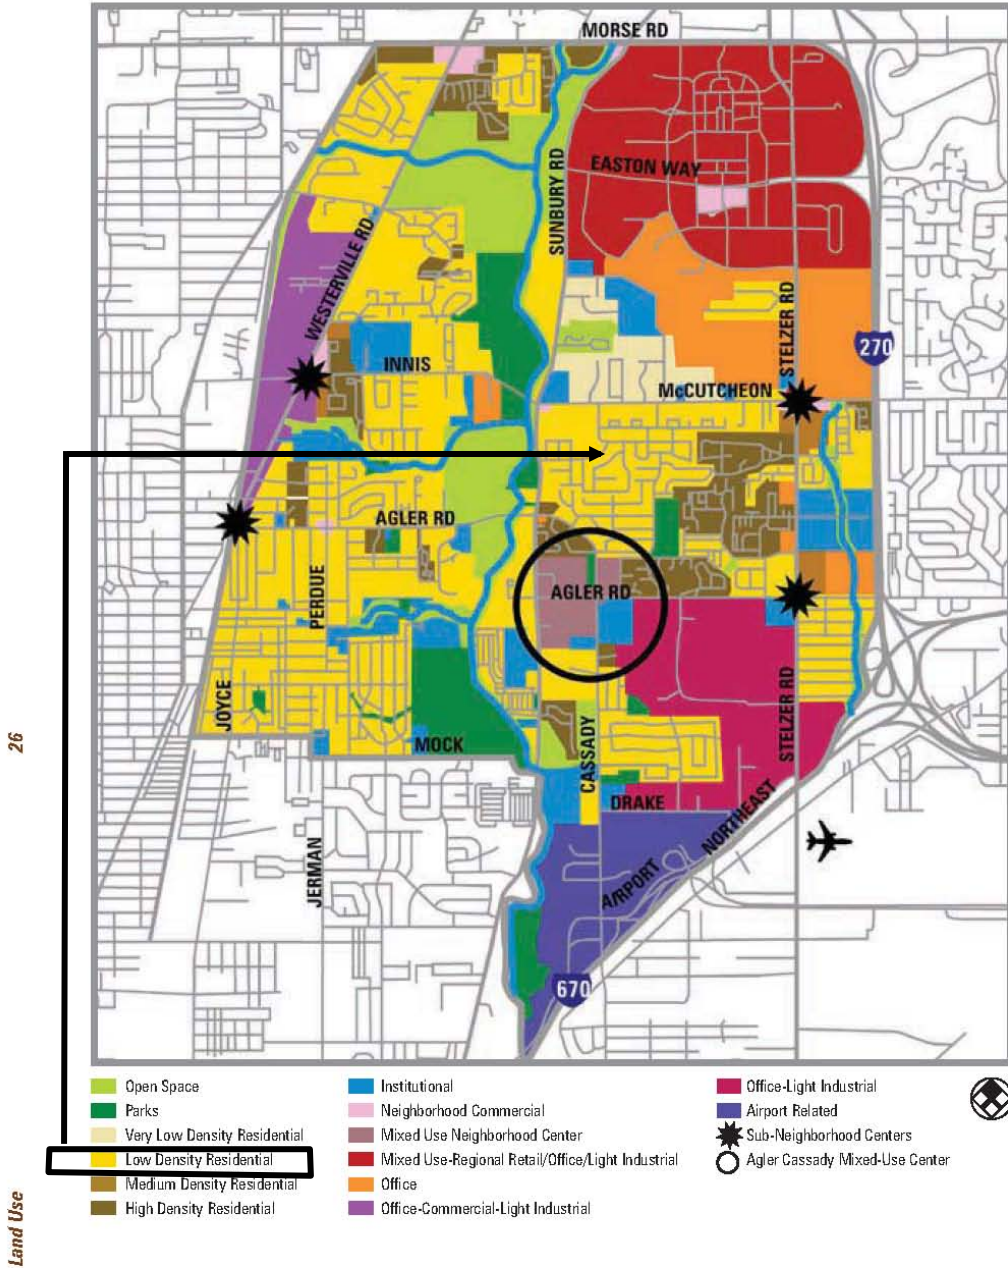 MORSE RD
EASTON WAY
SUNBURY RD
WESTERVILLE RD
STELZER RD
270
INNIS
McCUTCHEON
AGLER RD
AGLER RD
PERDUE
JOYCE
STELZER RD
MOCK
CASSADY
DRAKE
NORTHEAST
JERMAN
AIRPORT
670
26
Land Use
Open Space
Parks
Very Low Density Residential
Low Density Residential
Medium Density Residential
High Density Residential
Institutional
Neighborhood Commercial
Mixed Use Neighborhood Center
Mixed Use-Regional Retail/Office/Light Industrial
Office
Office-Commercial-Light Industrial
Office-Light Industrial
Airport Related
Sub-Neighborhood Centers
Agler Cassady Mixed-Use Center